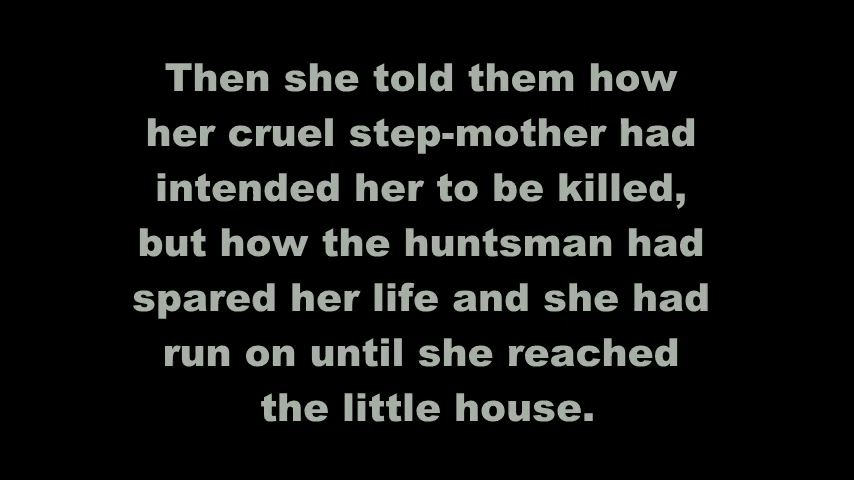 Then she told them how
her cruel step-mother had
intended her to be killed,
but how the huntsman had
spared her life and she had
run on until she reached
the little house.